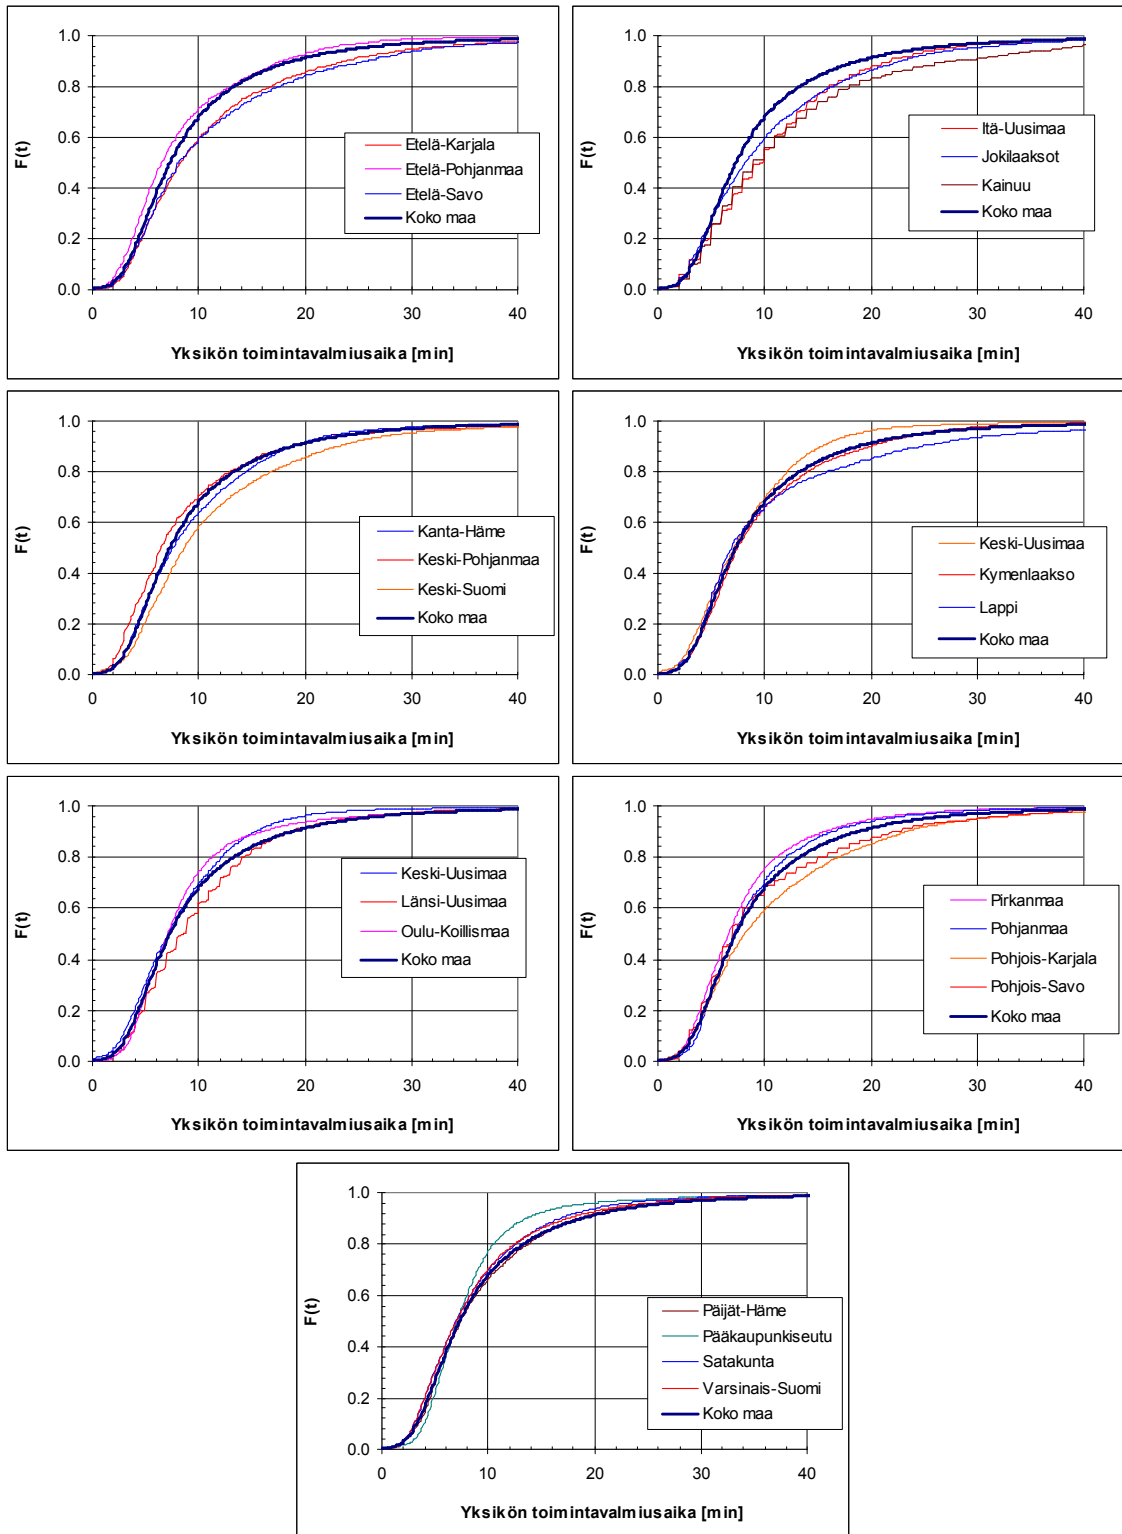 1.0
0.8
0.6
0.4
0.2
0.0
F(t)
0 10 20 30 40
Yksikön toimintavalmiusaika [min]
Etelä-Karjala
Etelä-Pohjanmaa
Etelä-Savo
Koko maa
1.0
0.8
0.6
0.4
0.2
0.0
F(t)
0 10 20 30 40
Yksikön toimintavalmiusaika [min]
Itä-Uusimaa
Jokilaaksot
Kainuu
Koko maa
1.0
0.8
0.6
0.4
0.2
0.0
F(t)
0 10 20 30 40
Yksikön toimintavalmiusaika [min]
Kanta-Häme
Keski-Pohjanmaa
Keski-Suomi
Koko maa
1.0
0.8
0.6
0.4
0.2
0.0
F(t)
0 10 20 30 40
Yksikön toimintavalmiusaika [min]
Keski-Uusimaa
Kymenlaakso
Lappi
Koko maa
1.0
0.8
0.6
0.4
0.2
0.0
F(t)
0 10 20 30 40
Yksikön toimintavalmiusaika [min]
Keski-Uusimaa
Länsi-Uusimaa
Oulu-Koillismaa
Koko maa
1.0
0.8
0.6
0.4
0.2
0.0
F(t)
0 10 20 30 40
Yksikön toimintavalmiusaika [min]
Pirkanmaa
Pohjanmaa
Pohjois-Karjala
Pohjois-Savo
Koko maa
1.0
0.8
0.6
0.4
0.2
0.0
F(t)
0 10 20 30 40
Yksikön toimintavalmiusaika [min]
Päijät-Häme
Pääkaupunkiseutu
Satakunta
Varsinais-Suomi
Koko maa